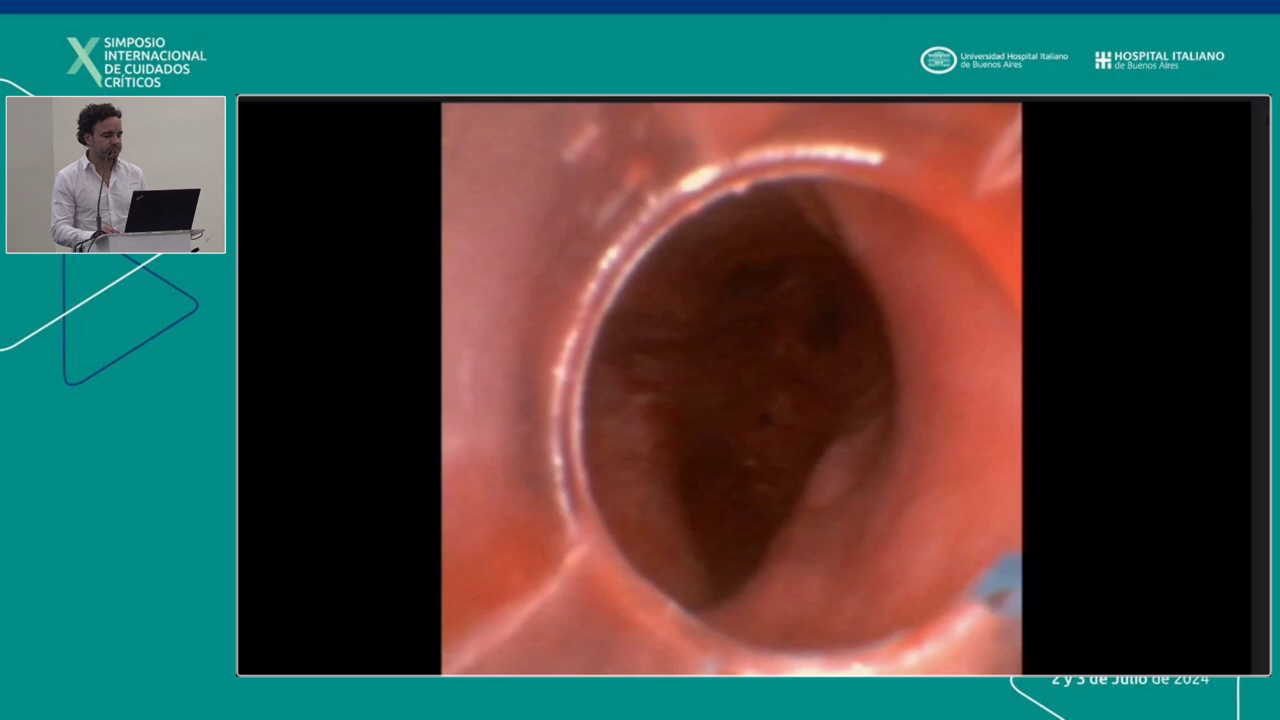 SIMPOSIO
INTERNACIONAL
DE CUIDADOS
CRÍTICOS
Universidad Hospital Italiano
de Buenos Aires
HOSPITAL ITALIANO
de Buenos Aires
2 y 3 de Julio de 2024